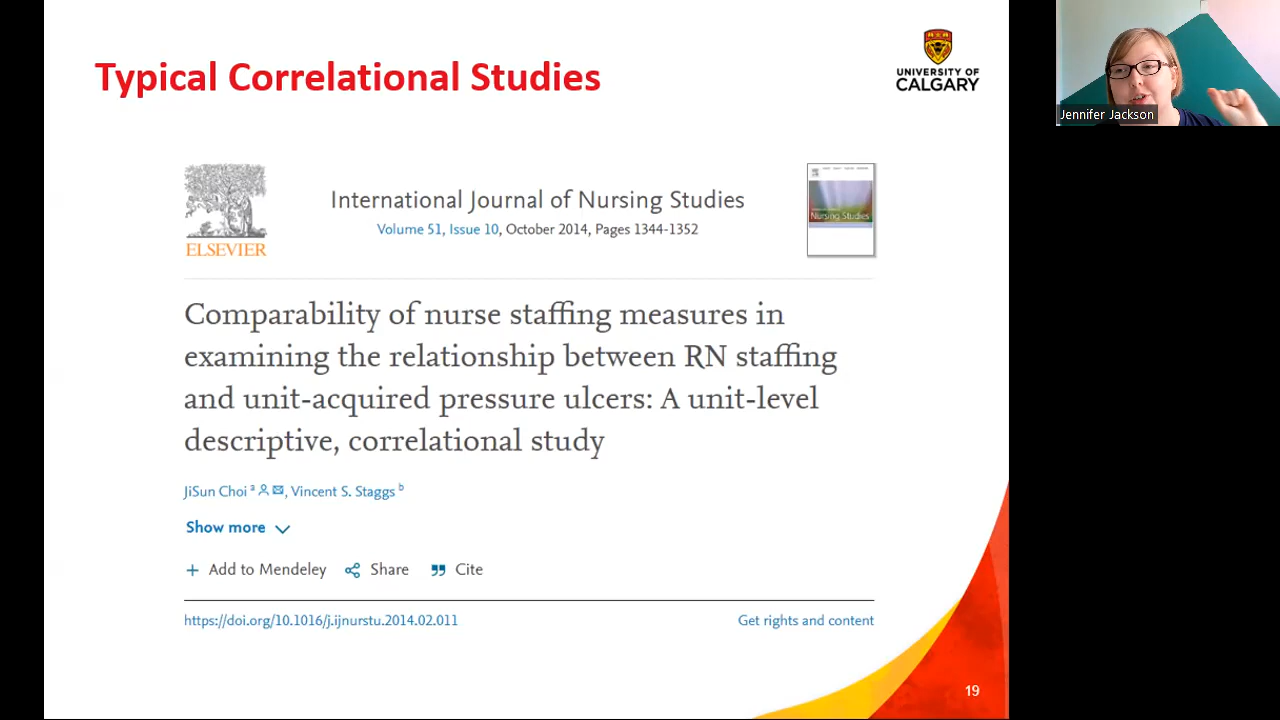 Typical Correlational Studies
UNIVERSITY OF
CALGARY
Jennifer Jackson
ELSEVIER
International Journal of Nursing Studies
Volume 51, Issue 10, October 2014, Pages 1344-1352
Nursing Studies
Comparability of nurse staffing measures in
examining the relationship between RN staffing
and unit-acquired pressure ulcers: A unit-level
descriptive, correlational study
JiSun Choi a, Vincent S. Staggs b
Show more
+ Add to Mendeley Share Cite
https://doi.org/10.1016/j.ijnurstu.2014.02.011 Get rights and content
19